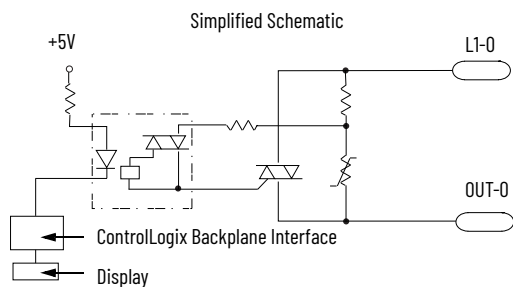 Simplified Schematic
+5V
L1-0
OUT-0
ControlLogix Backplane Interface
Display